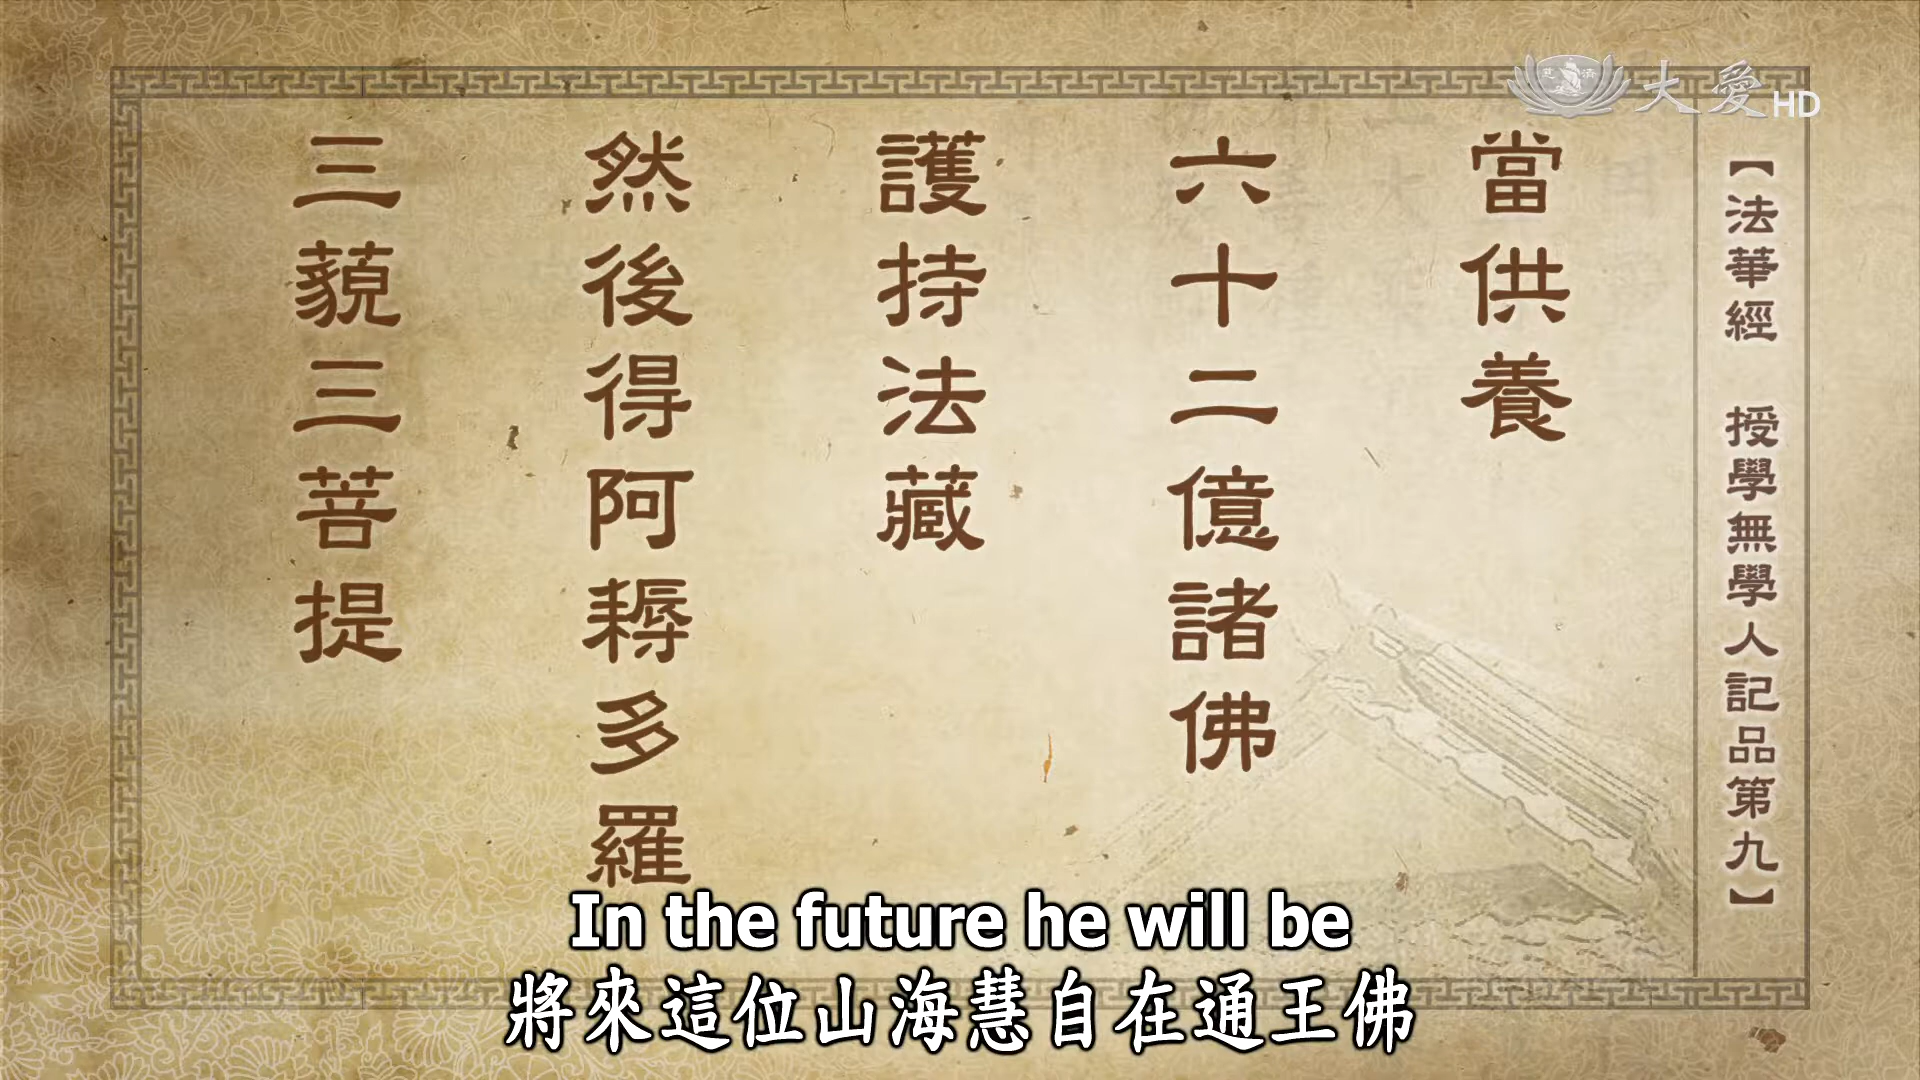 大愛HD
慈濟
【法華經 授學無學人記品第九】
當供養
六十二億諸佛
護持法藏
然後得阿耨多羅
三藐三菩提
In the future he will be
將來這位山海慧自在通王佛